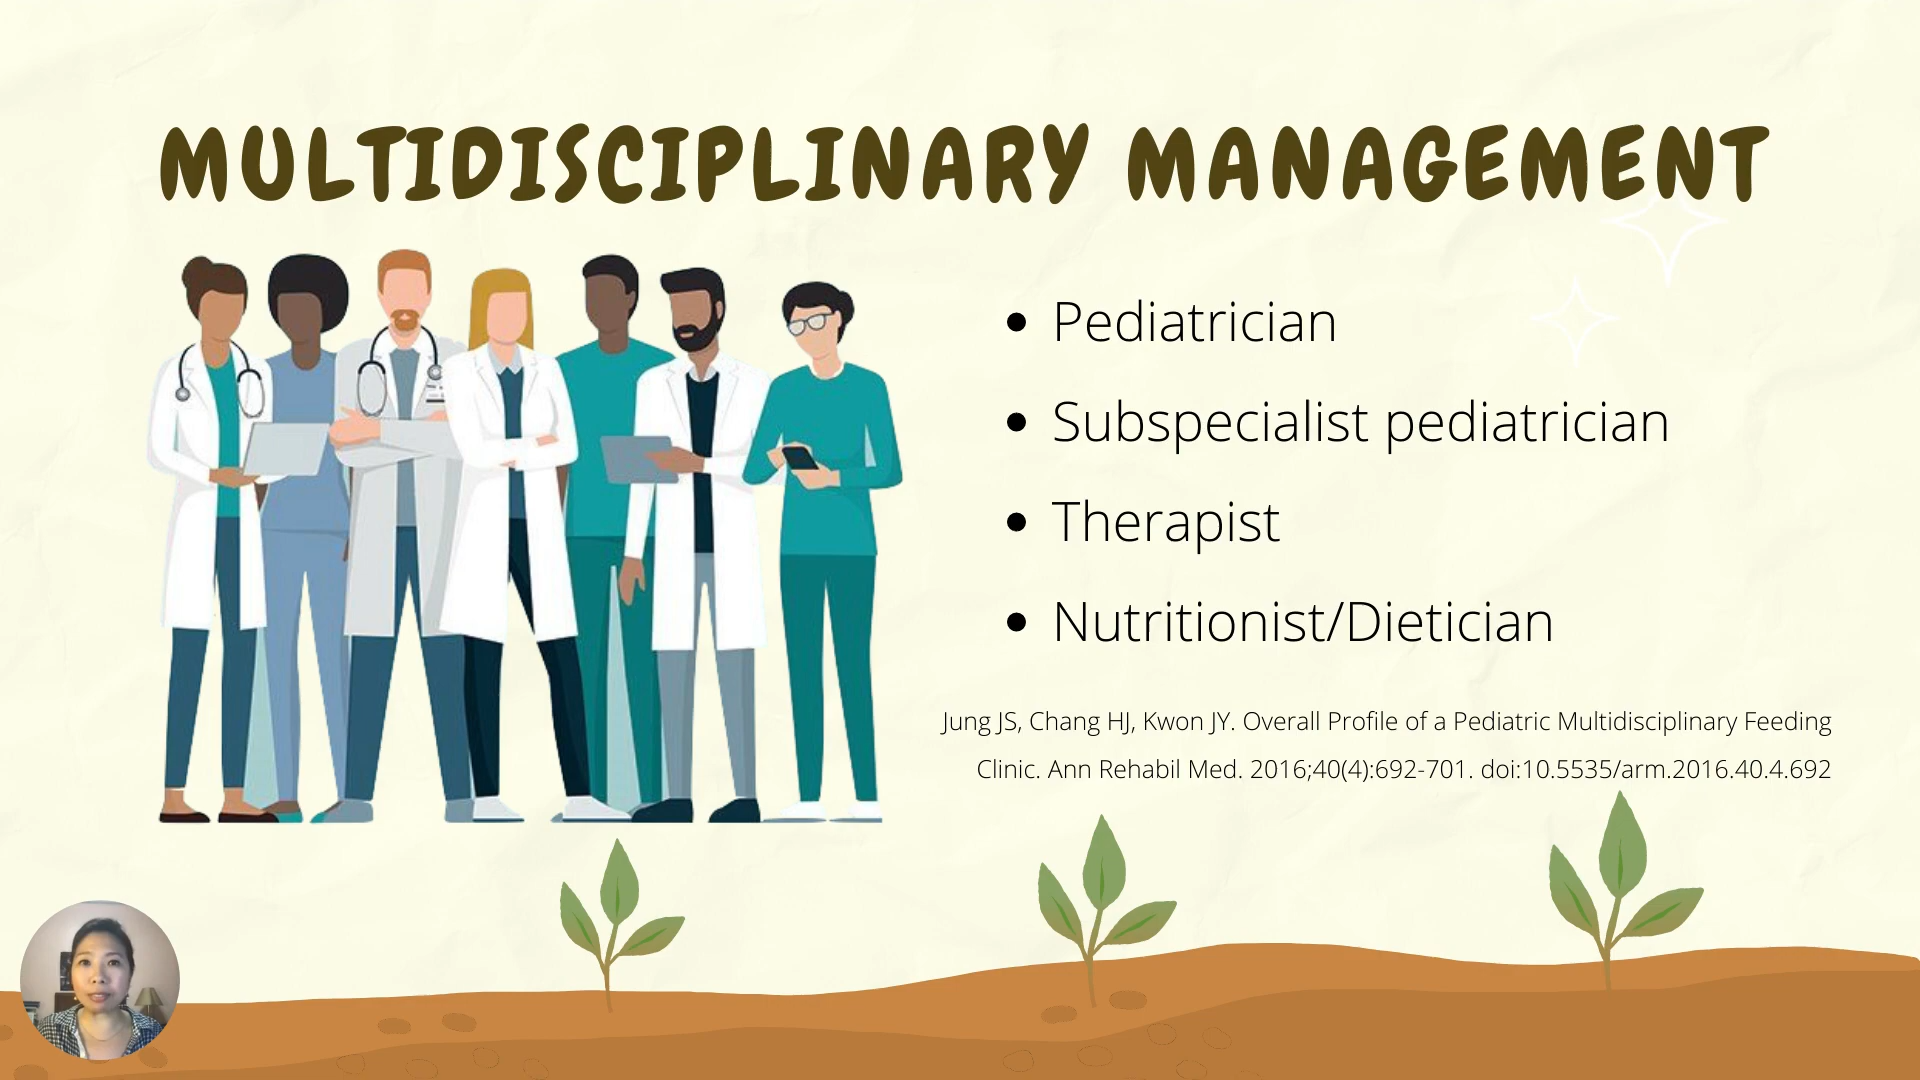 MULTIDISCIPLINARY MANAGEMENT
• Pediatrician
• Subspecialist pediatrician
• Therapist
• Nutritionist/Dietician
Jung JS, Chang HJ, Kwon JY. Overall Profile of a Pediatric Multidisciplinary Feeding
Clinic. Ann Rehabil Med. 2016;40(4):692-701. doi:10.5535/arm.2016.40.4.692